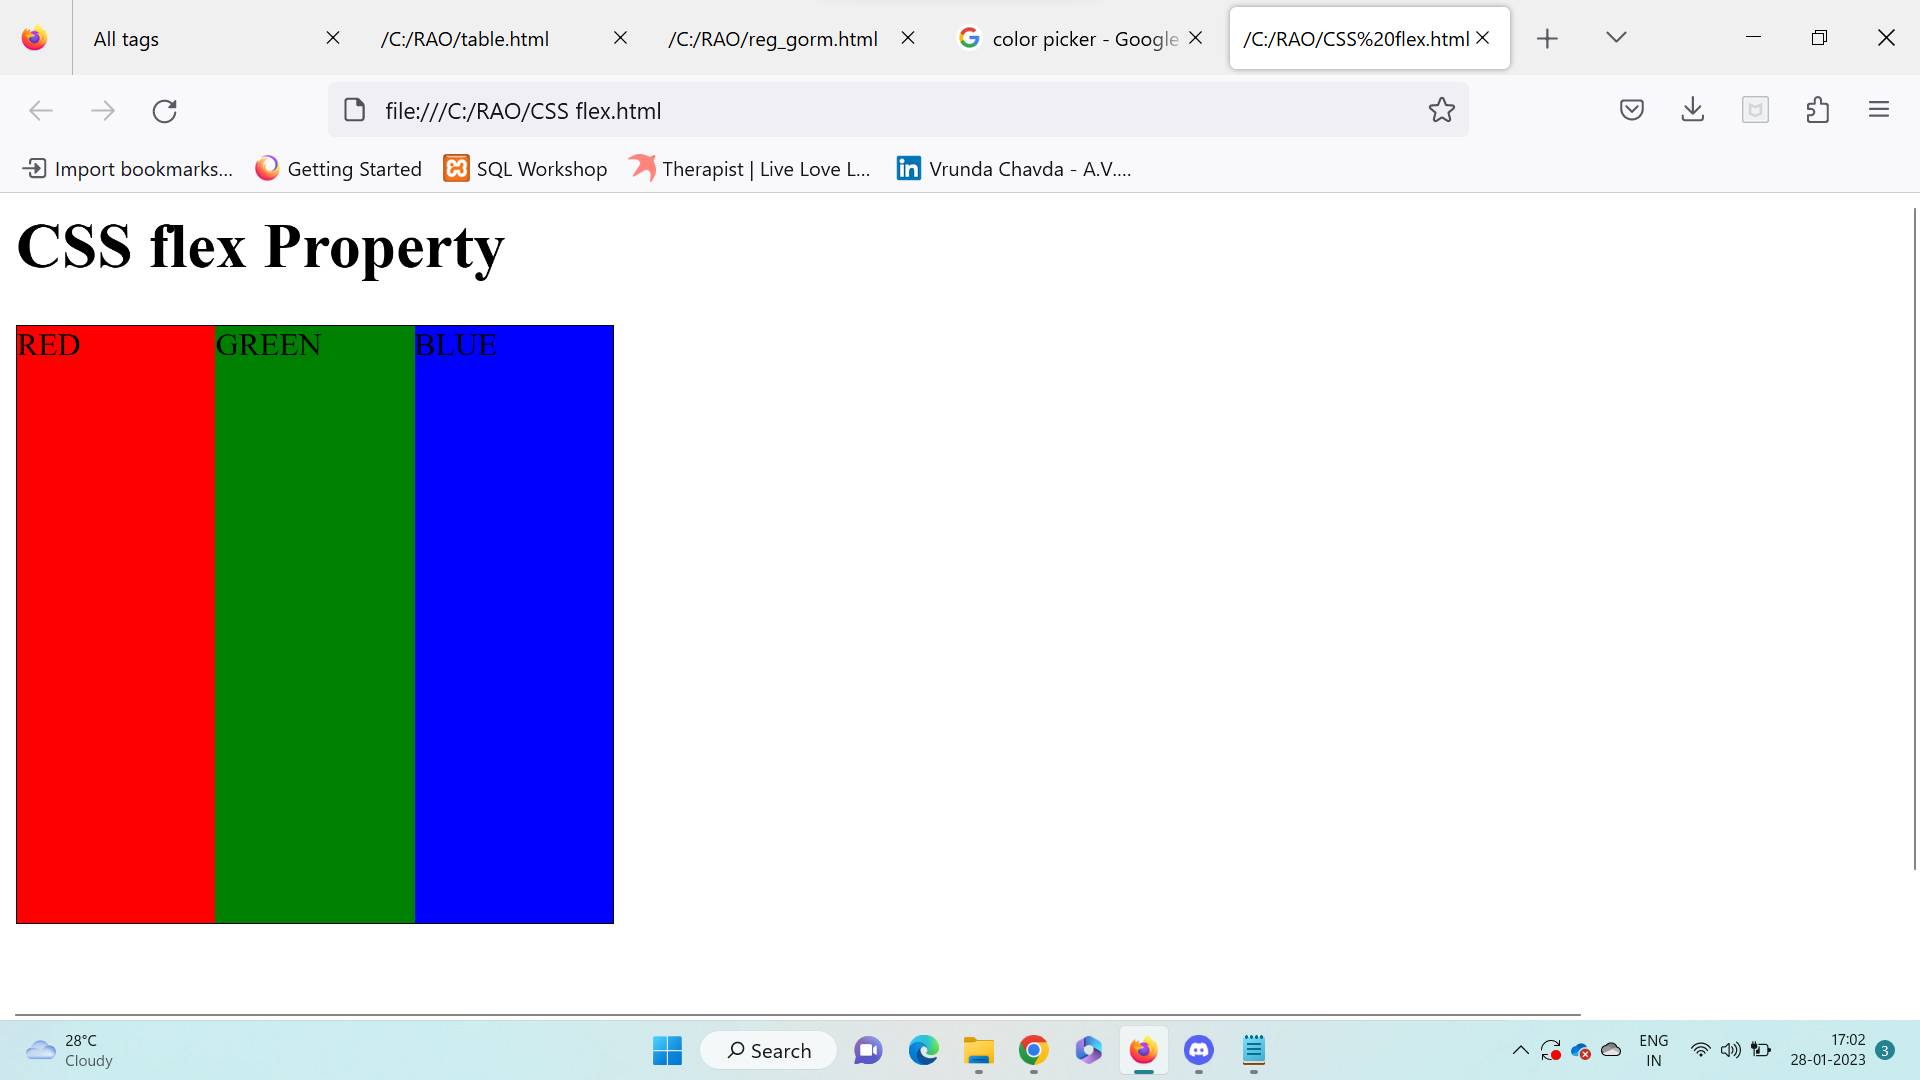 All tags
/C:/RAO/table.html
/C:/RAO/reg_gorm.html
color picker - Google
/C:/RAO/CSS%20flex.html
file:///C:/RAO/CSS flex.html
Import bookmarks...
Getting Started
SQL Workshop
Therapist | Live Love L...
Vrunda Chavda - A.V....
CSS flex Property
RED
GREEN
BLUE
28°C
Cloudy
Search
ENG
IN
17:02
28-01-2023
3